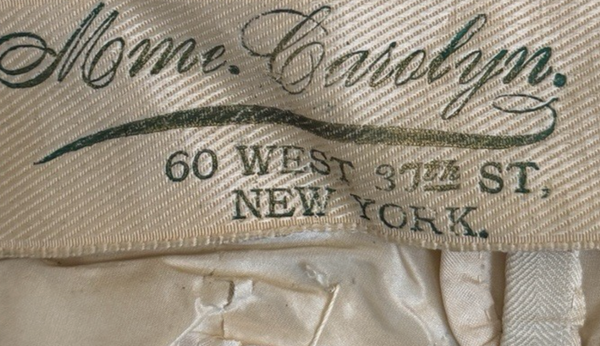 Mme. Carolyn.
60 WEST 37th ST,
NEW YORK.